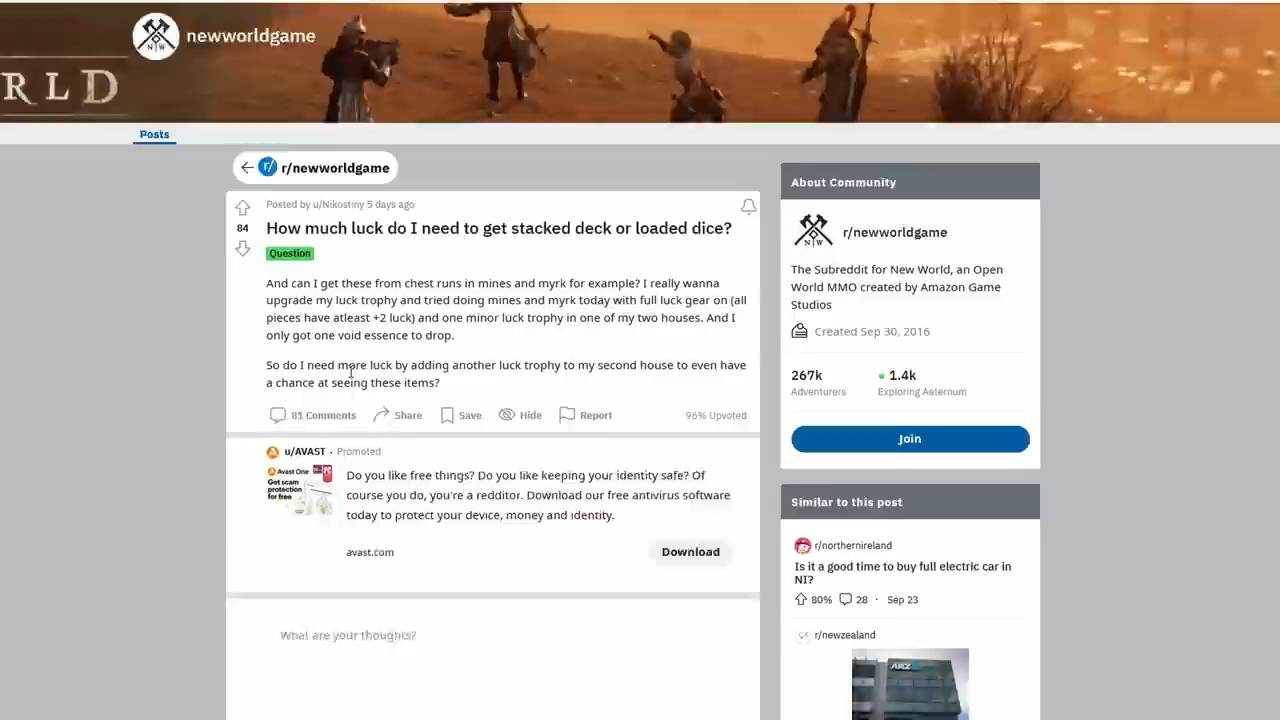 newworldgame
RLD
N W
Posts
r/ r/newworldgame
Posted by u/Nikostiny 5 days ago
84
How much luck do I need to get stacked deck or loaded dice?
Question
And can I get these from chest runs in mines and myrk for example? I really wanna
upgrade my luck trophy and tried doing mines and myrk today with full luck gear on (all
pieces have atleast +2 luck) and one minor luck trophy in one of my two houses. And I
only got one void essence to drop.
So do I need more luck by adding another luck trophy to my second house to even have
a chance at seeing these items?
81 Comments Share Save Hide Report 96% Upvoted
u/AVAST · Promoted
Avast One
Get scam
protection
for free
Do you like free things? Do you like keeping your identity safe? Of
course you do, you're a redditor. Download our free antivirus software
today to protect your device, money and identity.
avast.com Download
What are your thoughts?
About Community
N W
r/newworldgame
The Subreddit for New World, an Open
World MMO created by Amazon Game
Studios
Created Sep 30, 2016
267k 1.4k
Adventurers Exploring Aeternum
Join
Similar to this post
r/northernireland
Is it a good time to buy full electric car in
NI?
80% 28 · Sep 23
r/newzealand
ANZ